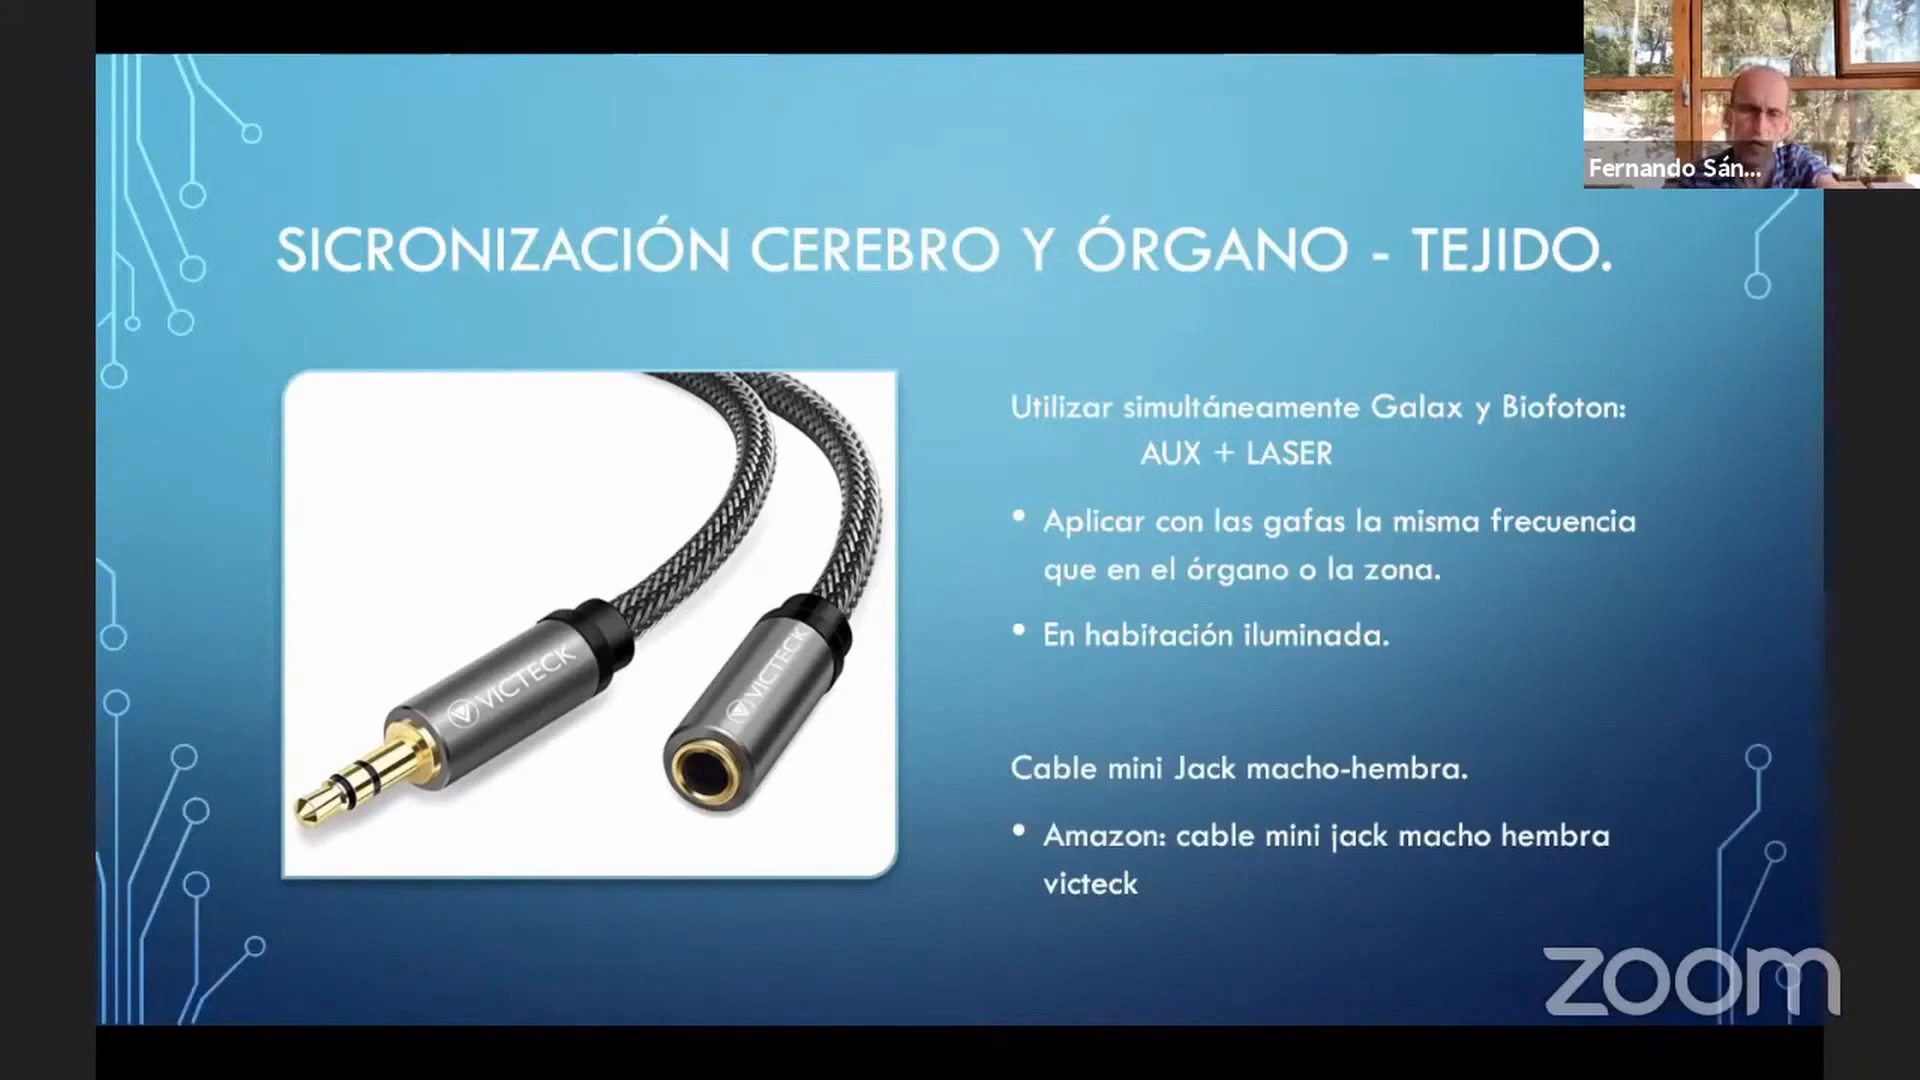 Fernando Sán...
SICRONIZACIÓN CEREBRO Y ÓRGANO - TEJIDO.
VICTECK
VICTECK
Utilizar simultáneamente Galax y Biofoton:
AUX + LASER
• Aplicar con las gafas la misma frecuencia
que en el órgano o la zona.
• En habitación iluminada.
Cable mini Jack macho-hembra.
• Amazon: cable mini jack macho hembra
victeck
zoom